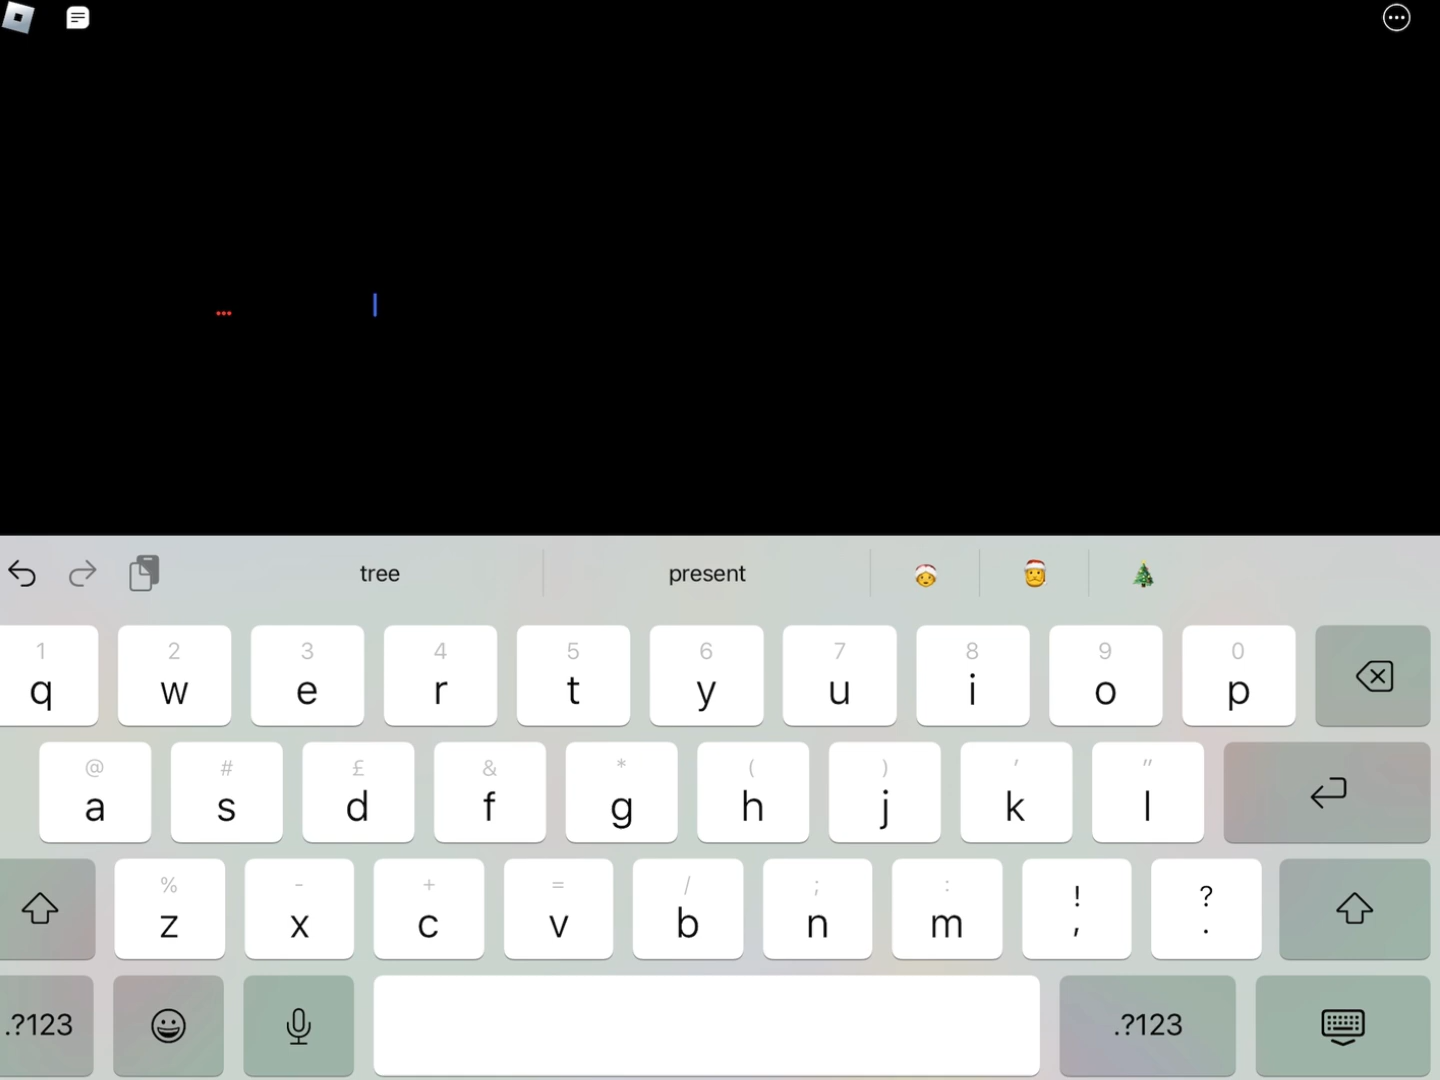 tree present
1 2 3 4 5 6 7 8 9 0
q w e r t y u i o p
@ # £ & * ( ) ' "
a s d f g h j k l
% - + = / ; : ! ?
z x c v b n m , .
.?123 .?123